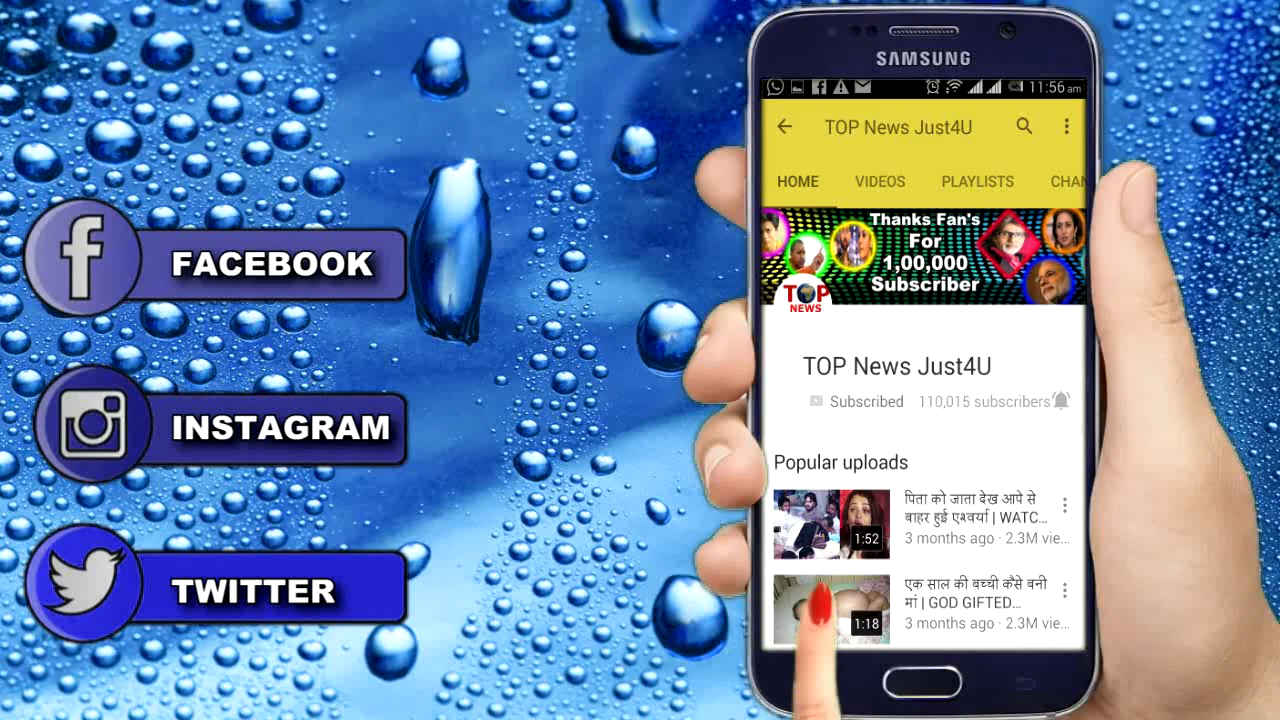 FACEBOOK
INSTAGRAM
TWITTER
SAMSUNG
11:56 am
TOP News Just4U
HOME VIDEOS PLAYLISTS CHAN
Thanks Fan's
For
1,00,000
Subscriber
TOP
NEWS
TOP News Just4U
Subscribed 110,015 subscribers
Popular uploads
पिता को जाता देख आपे से
बाहर हुई एश्वर्या | WATC...
1:52
3 months ago · 2.3M vie...
एक साल की बच्ची कैसे बनी
मां | GOD GIFTED...
1:18
3 months ago · 2.3M vie...